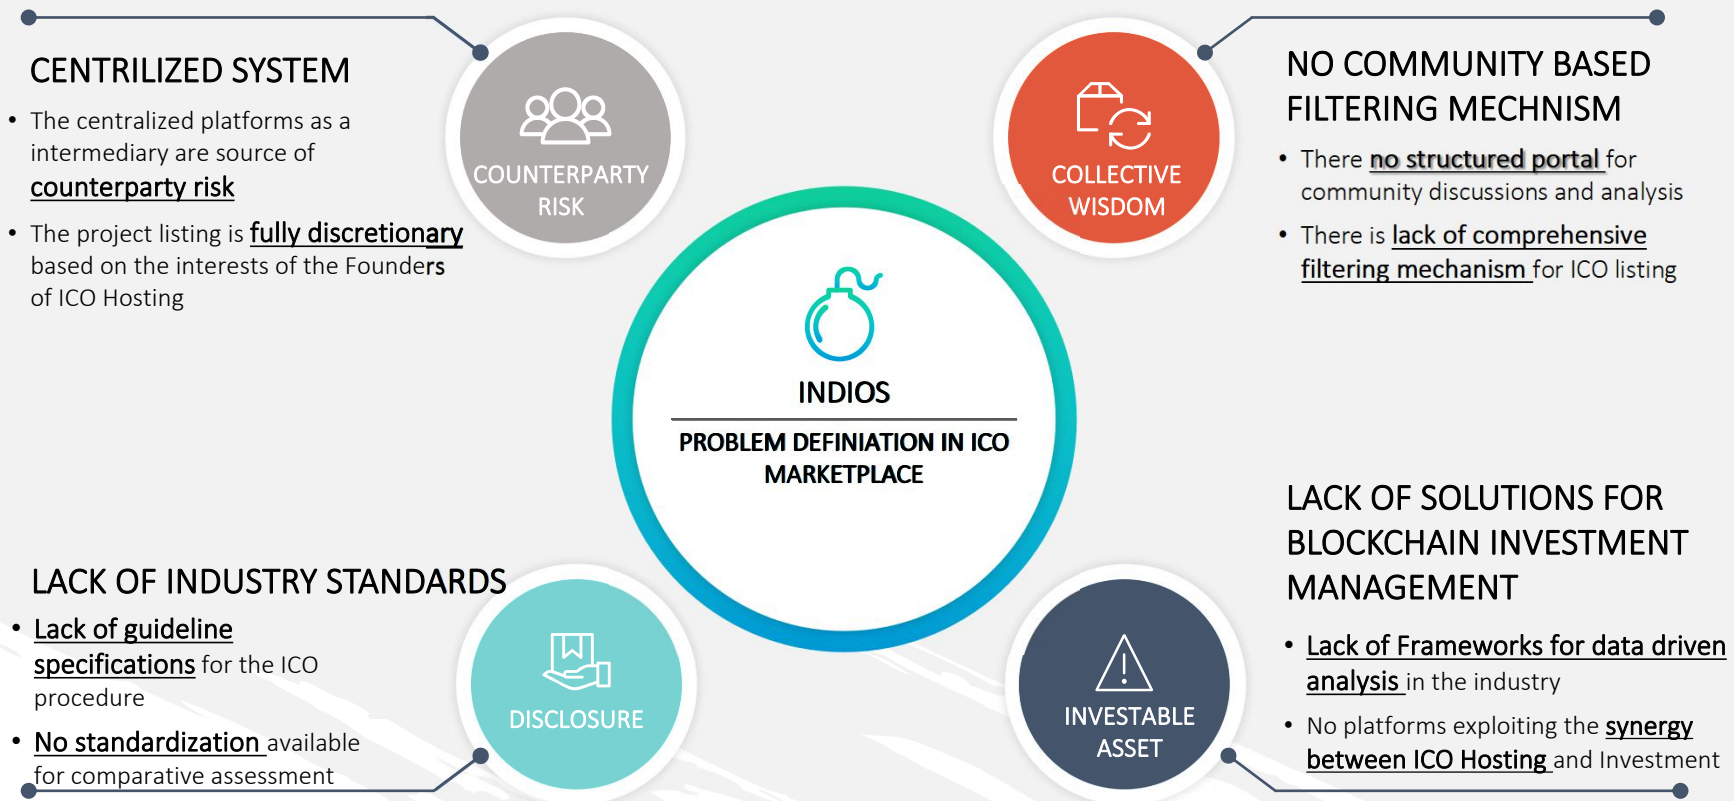 CENTRILIZED SYSTEM
• The centralized platforms as a
intermediary are source of
counterparty risk
• The project listing is fully discretionary
based on the interests of the Founders
of ICO Hosting
COUNTERPARTY
RISK
COLLECTIVE
WISDOM
NO COMMUNITY BASED
FILTERING MECHNISM
• There no structured portal for
community discussions and analysis
• There is lack of comprehensive
filtering mechanism for ICO listing
INDIOS
PROBLEM DEFINIATION IN ICO
MARKETPLACE
LACK OF INDUSTRY STANDARDS
• Lack of guideline
specifications for the ICO
procedure
• No standardization available
for comparative assessment
DISCLOSURE
INVESTABLE
ASSET
LACK OF SOLUTIONS FOR
BLOCKCHAIN INVESTMENT
MANAGEMENT
• Lack of Frameworks for data driven
analysis in the industry
• No platforms exploiting the synergy
between ICO Hosting and Investment